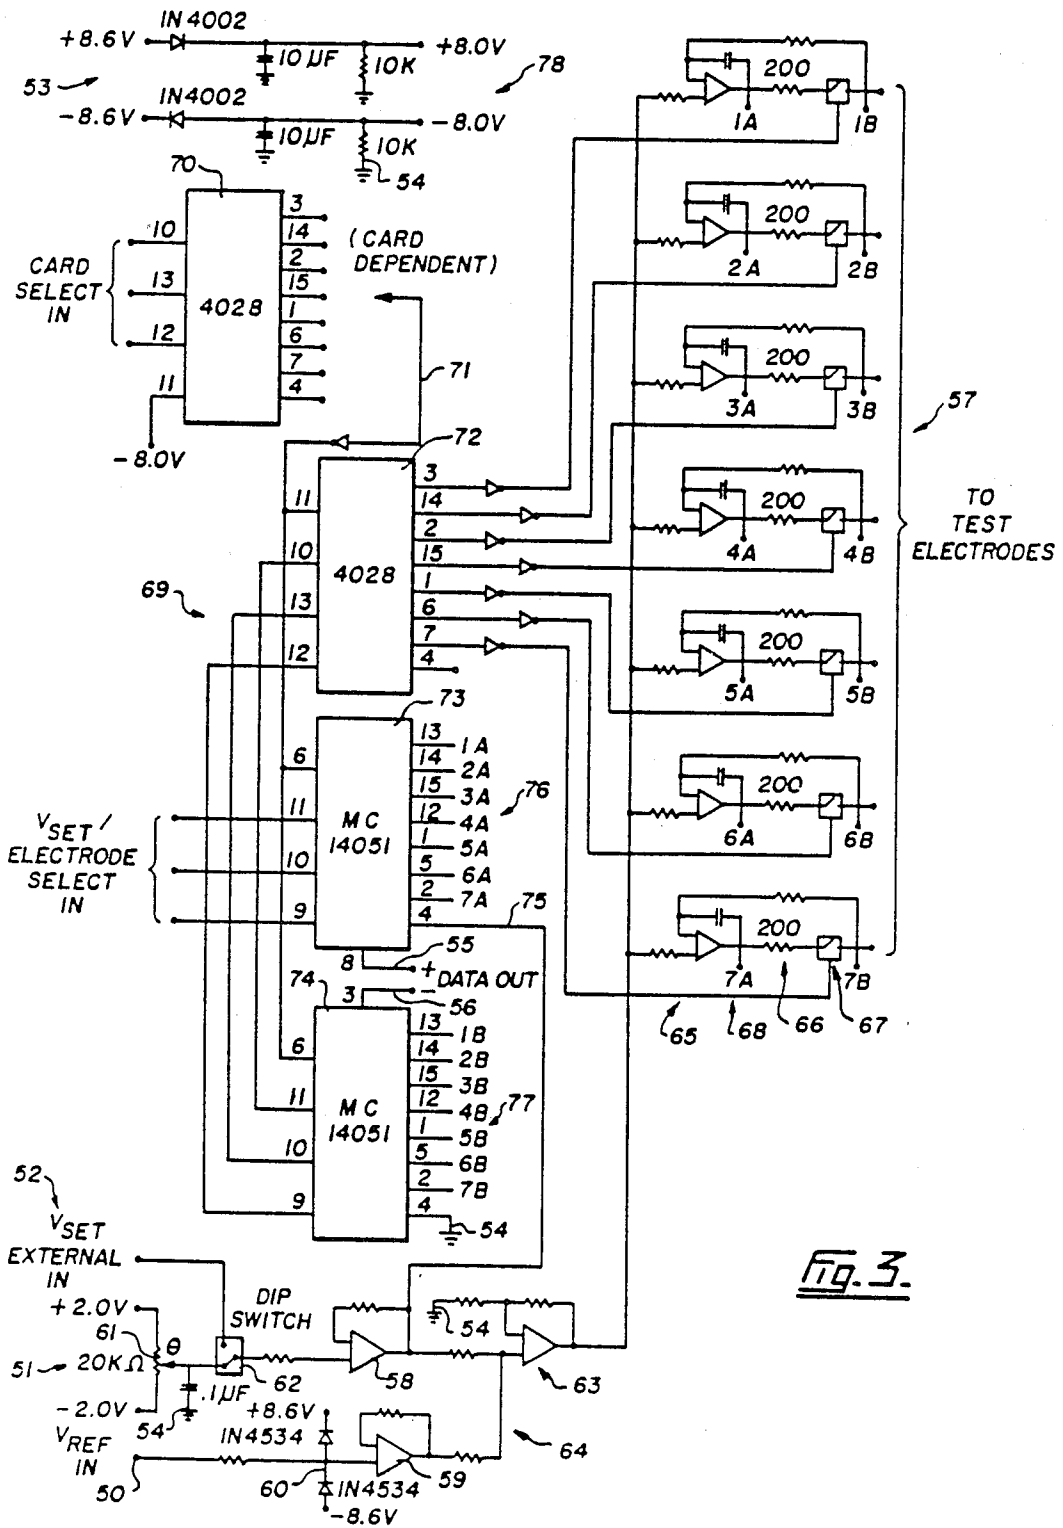 IN4002
+8.6V
10µF
10K
+8.0V
53
78
IN4002
-8.6V
10µF
10K
-8.0V
54
70
10
13
12
11
CARD
SELECT
IN
4028
3
14
2
15
1
6
7
4
-8.0V
(CARD
DEPENDENT)
71
72
11
10
13
12
4028
3
14
2
15
1
6
7
4
69
73
6
11
10
9
MC
14051
13
14
15
12
1
5
2
4
1A
2A
3A
4A
5A
6A
7A
76
75
VSET/
ELECTRODE
SELECT
IN
8
55
+
DATA OUT
-
56
74
3
6
11
10
9
MC
14051
13
14
15
12
1
5
2
4
1B
2B
3B
4B
5B
6B
7B
77
54
200
1A
1B
200
2A
2B
200
3A
3B
200
4A
4B
200
5A
5B
200
6A
6B
200
7A
7B
57
TO
TEST
ELECTRODES
65
68
66
67
52
VSET
EXTERNAL
IN
+2.0V
61
θ
51
20KΩ
-2.0V
.1µF
54
DIP
SWITCH
62
58
54
63
64
VREF
IN
50
+8.6V
IN4534
60
IN4534
-8.6V
59
Fig. 3.